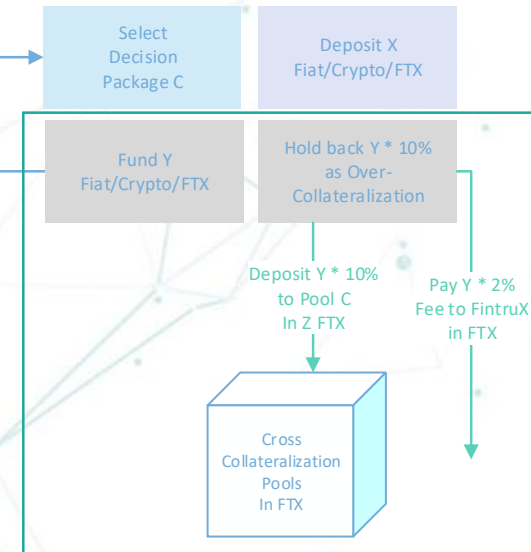 Select
Decision
Package C
Deposit X
Fiat/Crypto/FTX
Fund Y
Fiat/Crypto/FTX
Hold back Y * 10%
as Over-
Collateralization
Deposit Y * 10%
to Pool C
In Z FTX
Pay Y * 2%
Fee to FintruX
in FTX
Cross
Collateralization
Pools
In FTX